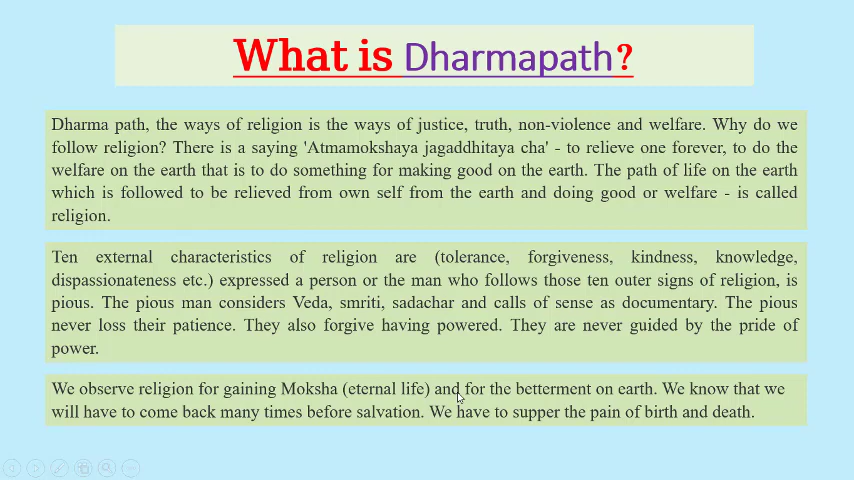 What is Dharmapath?
Dharma path, the ways of religion is the ways of justice, truth, non-violence and welfare. Why do we
follow religion? There is a saying 'Atmamokshaya jagaddhitaya cha' - to relieve one forever, to do the
welfare on the earth that is to do something for making good on the earth. The path of life on the earth
which is followed to be relieved from own self from the earth and doing good or welfare - is called
religion.
Ten external characteristics of religion are (tolerance, forgiveness, kindness, knowledge,
dispassionateness etc.) expressed a person or the man who follows those ten outer signs of religion, is
pious. The pious man considers Veda, smriti, sadachar and calls of sense as documentary. The pious
never loss their patience. They also forgive having powered. They are never guided by the pride of
power.
We observe religion for gaining Moksha (eternal life) and for the betterment on earth. We know that we
will have to come back many times before salvation. We have to supper the pain of birth and death.